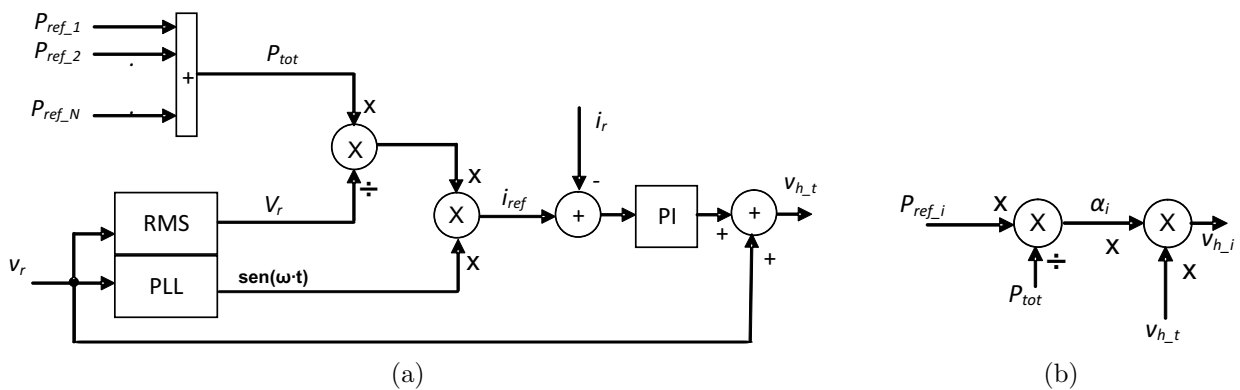 P_ref_1
P_ref_2
P_ref_N
+
P_tot
X
X
÷
V_r
RMS
PLL
sen(ω·t)
v_r
X
X
X
i_ref
i_r
-
+
PI
+
+
+
v_h_t
(a)
P_ref_i
X
X
÷
P_tot
α_i
X
X
X
v_h_i
v_h_t
(b)